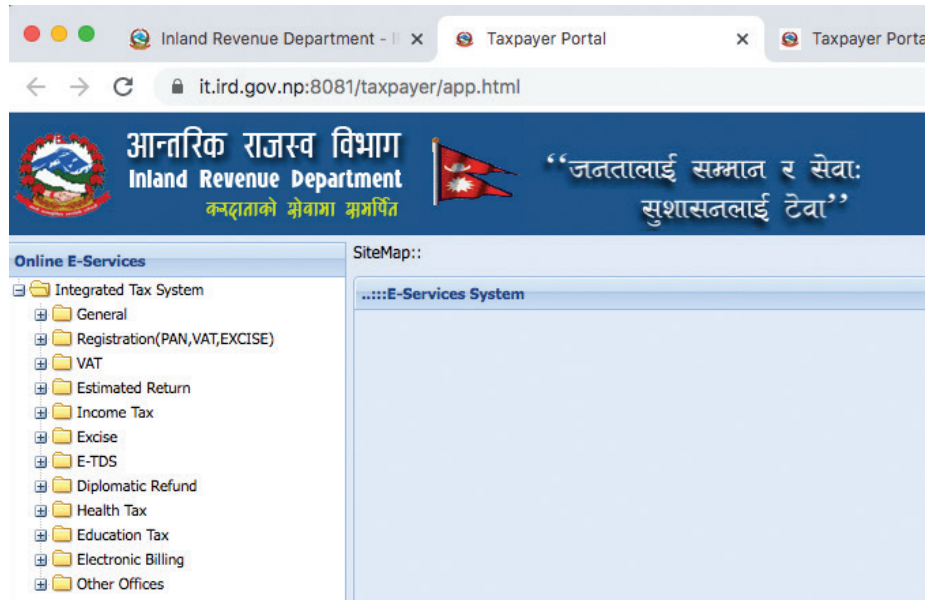 Inland Revenue Department - I
Taxpayer Portal
Taxpayer Porta
it.ird.gov.np:8081/taxpayer/app.html
आन्तरिक राजस्व विभाग
Inland Revenue Department
करदाताको सेवामा समर्पित
“जनतालाई सम्मान र सेवाः
सुशासनलाई टेवा”
Online E-Services
SiteMap::
Integrated Tax System
..:::E-Services System
General
Registration(PAN,VAT,EXCISE)
VAT
Estimated Return
Income Tax
Excise
E-TDS
Diplomatic Refund
Health Tax
Education Tax
Electronic Billing
Other Offices